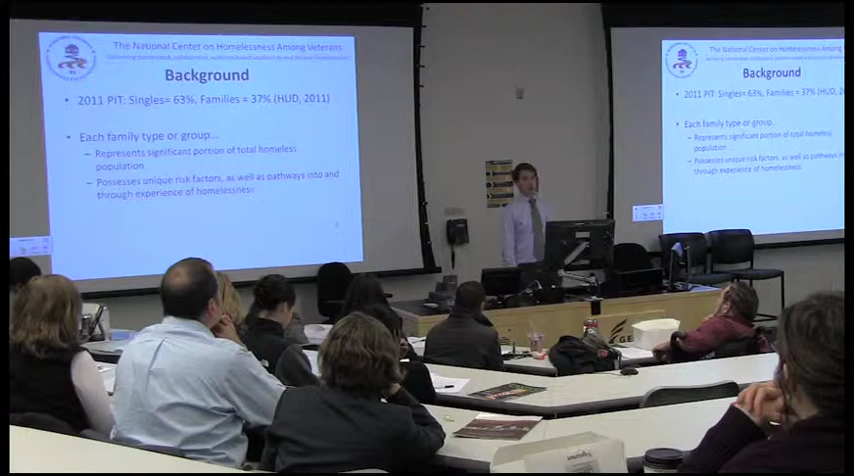 The National Center on Homelessness Among Veterans
Background
• 2011 PIT: Singles= 63%, Families = 37% (HUD, 2011)
• Each family type or group...
– Represents significant portion of total homeless
population
– Possesses unique risk factors, as well as pathways into and
through experience of homelessness
The National Center on Homelessness Among
Background
• 2011 PIT: Singles= 63%, Families = 37% (HUD, 20
• Each family type or group...
– Represents significant portion of total homeless
population
– Possesses unique risk factors, as well as pathways
through experience of homelessness
GE